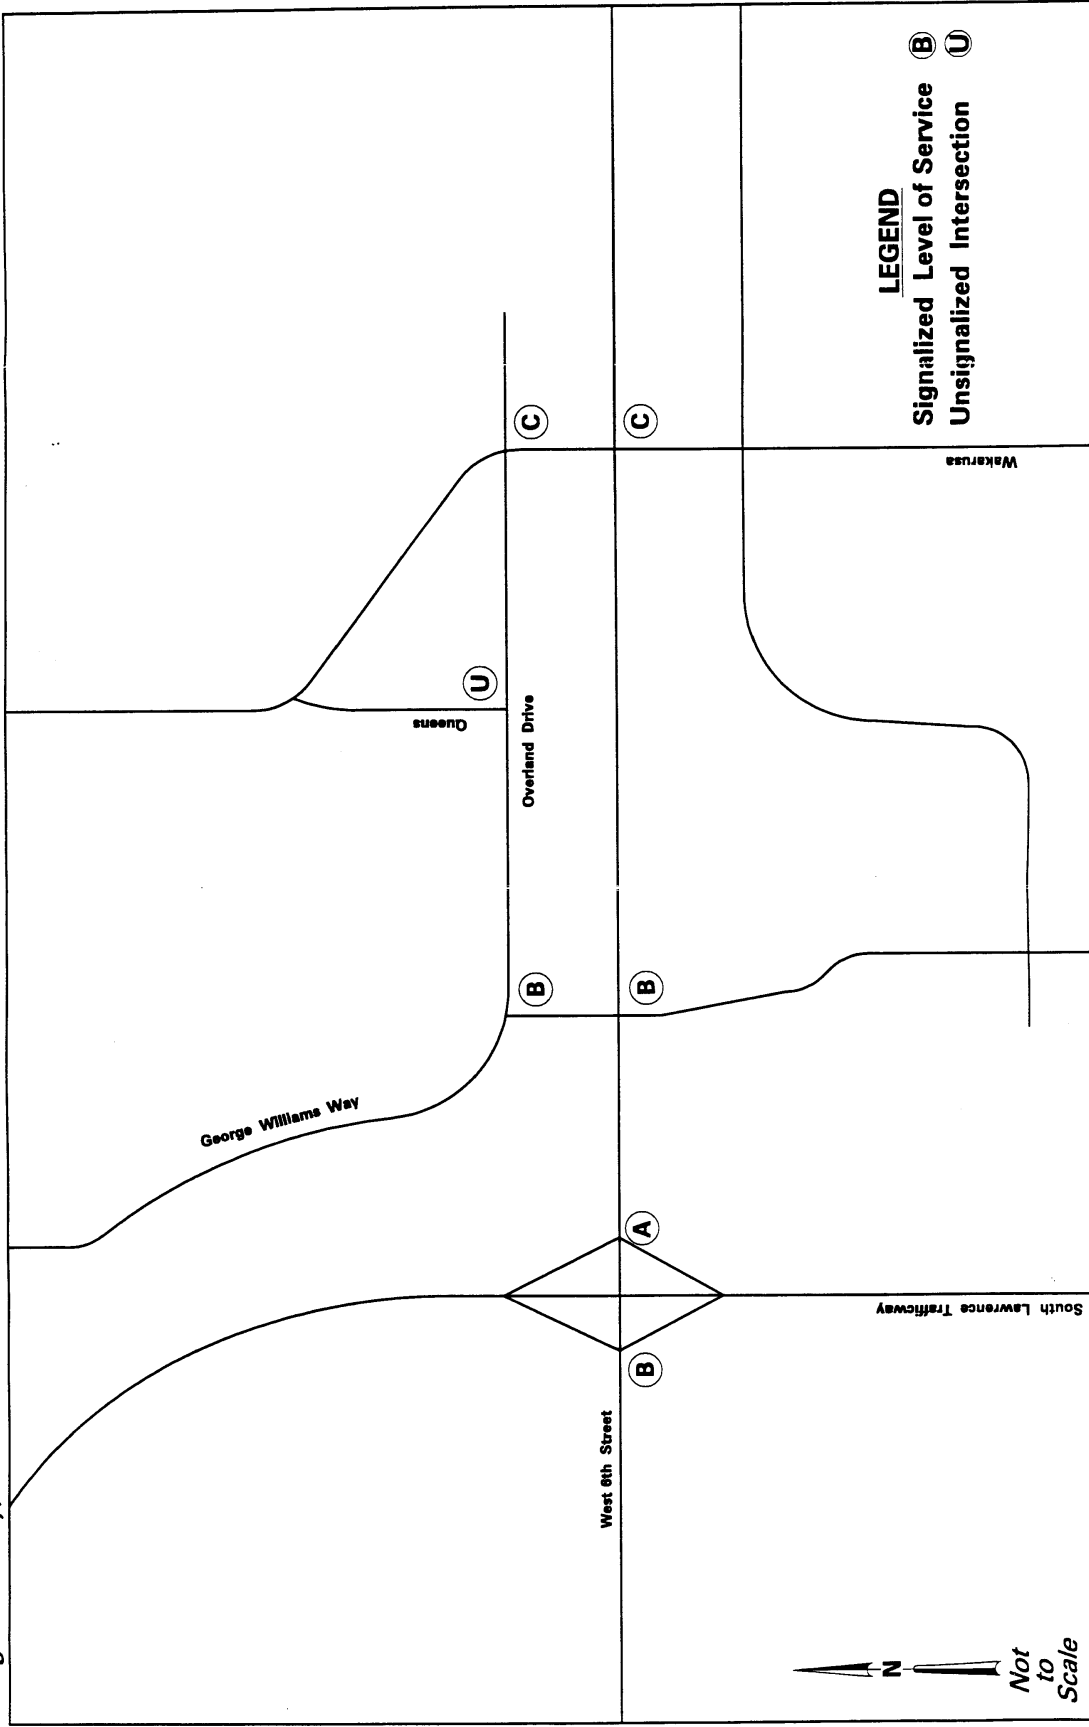 George Williams Way
Queens
U
B
C
Overland Drive
West 6th Street
B
A
B
C
LEGEND
Signalized Level of Service B
Unsignalized Intersection U
Wakarusa
South Lawrence Trafficway
N
Not
to
Scale